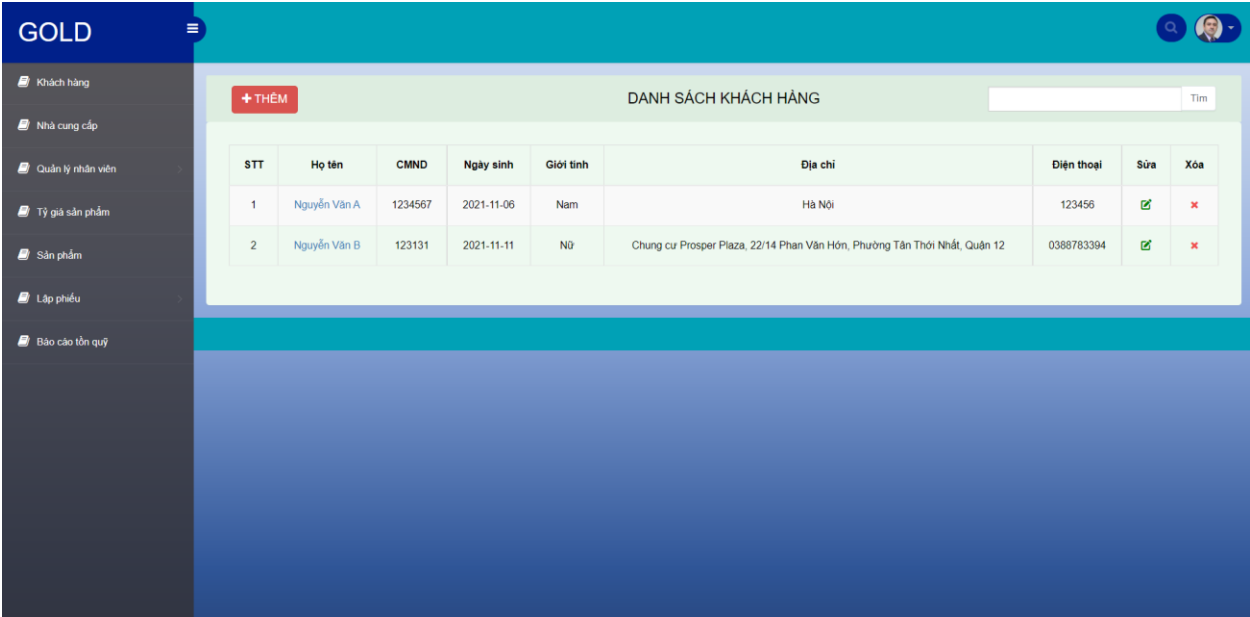 GOLD
Khách hàng
Nhà cung cấp
Quản lý nhân viên
Tỷ giá sản phẩm
Sản phẩm
Lập phiếu
Báo cáo tồn quỹ
THÊM
DANH SÁCH KHÁCH HÀNG
Tìm
STT Họ tên CMND Ngày sinh Giới tính Địa chỉ Điện thoại Sửa Xóa
1 Nguyễn Văn A 1234567 2021-11-06 Nam Hà Nội 123456
2 Nguyễn Văn B 123131 2021-11-11 Nữ Chung cư Prosper Plaza, 22/14 Phan Văn Hớn, Phường Tân Thới Nhất, Quận 12 0388783394